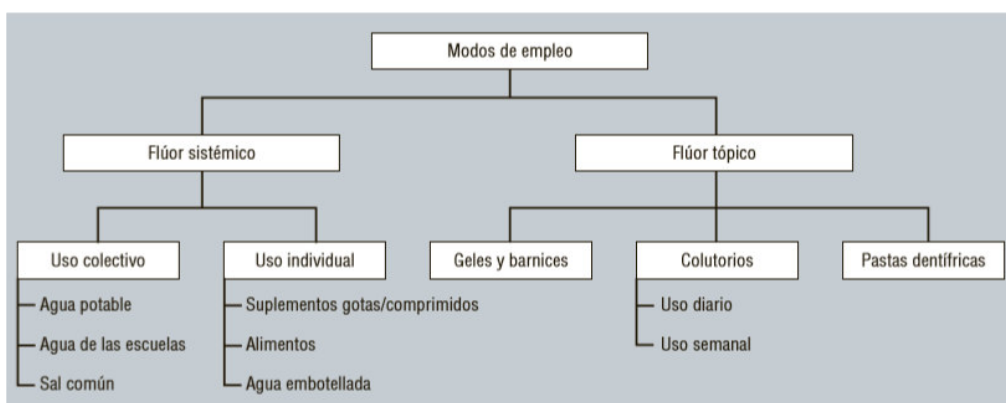 Modos de empleo
Flúor sistémico
Flúor tópico
Uso colectivo
Uso individual
Geles y barnices
Colutorios
Pastas dentífricas
Agua potable
Suplementos gotas/comprimidos
Uso diario
Agua de las escuelas
Alimentos
Uso semanal
Sal común
Agua embotellada